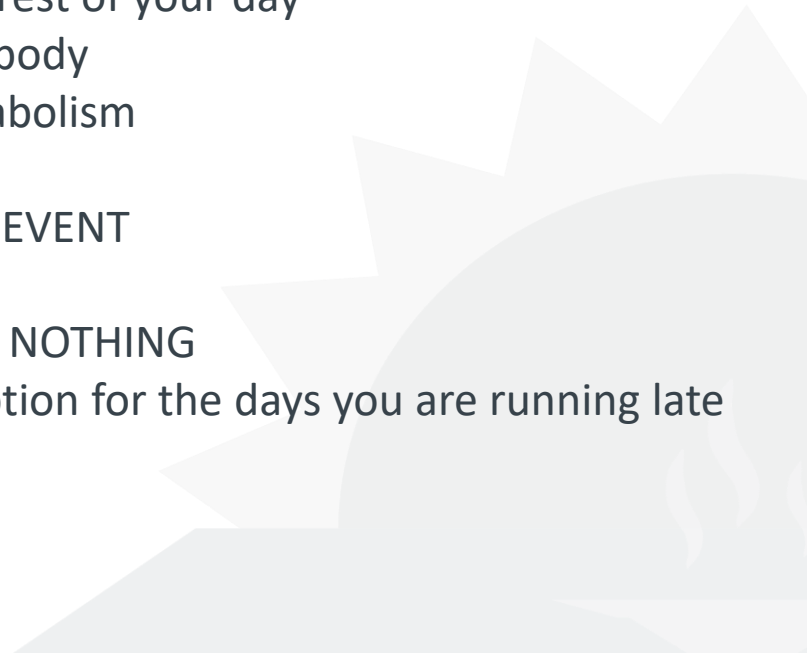 rest of your day
body
abolism
EVENT
NOTHING
tion for the days you are running late